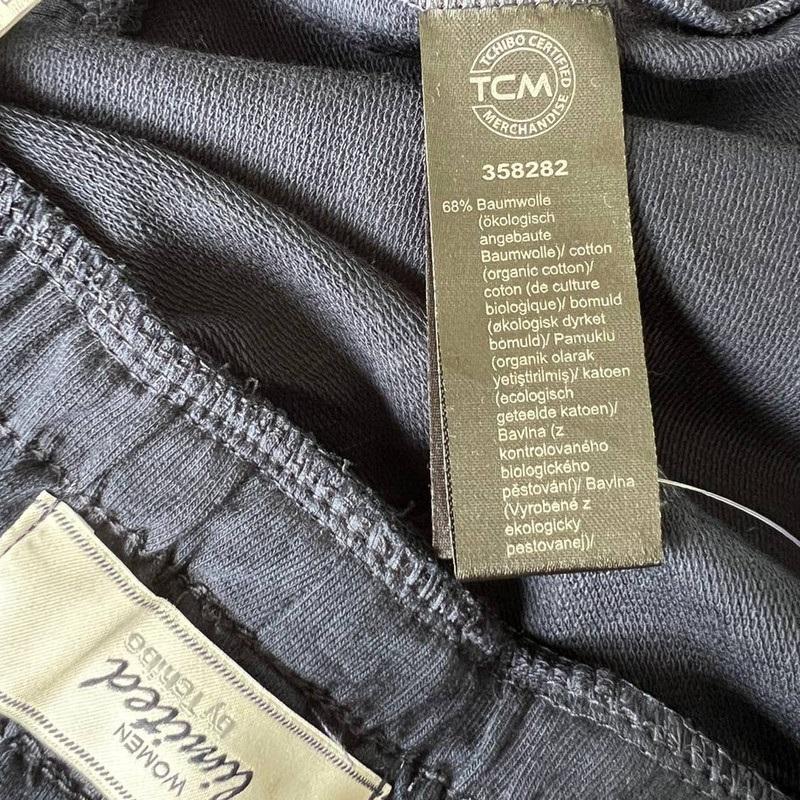 TCHIBO CERTIFIED
TCM
MERCHANDISE
358282
68% Baumwolle
(ökologisch
angebaute
Baumwolle)/ cotton
(organic cotton)/
coton (de culture
biologique)/ bomuld
(økologisk dyrket
bomuld)/ Pamuklu
(organik olarak
yetiştirilmiş)/ katoen
(ecologisch
geteelde katoen)/
Bavlna (z
kontrolovaného
biologického
pěstování)/ Bavlna
(Vyrobené z
ekologicky
pestovanej)/
WOMEN
limited
by Tchibo